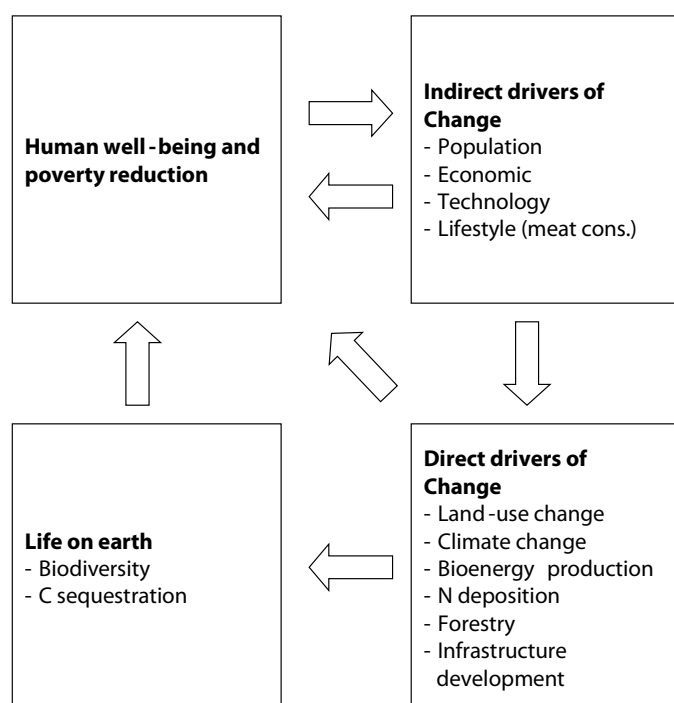 Human well-being and
poverty reduction
Indirect drivers of
Change
- Population
- Economic
- Technology
- Lifestyle (meat cons.)
Life on earth
- Biodiversity
- C sequestration
Direct drivers of
Change
- Land-use change
- Climate change
- Bioenergy production
- N deposition
- Forestry
- Infrastructure
development